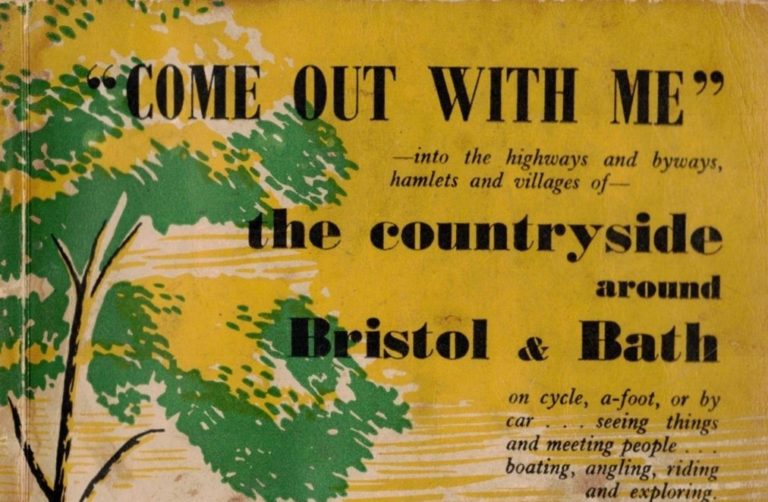 “COME OUT WITH ME”
—into the highways and byways,
hamlets and villages of—
the countryside
around
Bristol & Bath
on cycle, a-foot, or by
car . . . seeing things
and meeting people . . .
boating, angling, riding
and exploring.